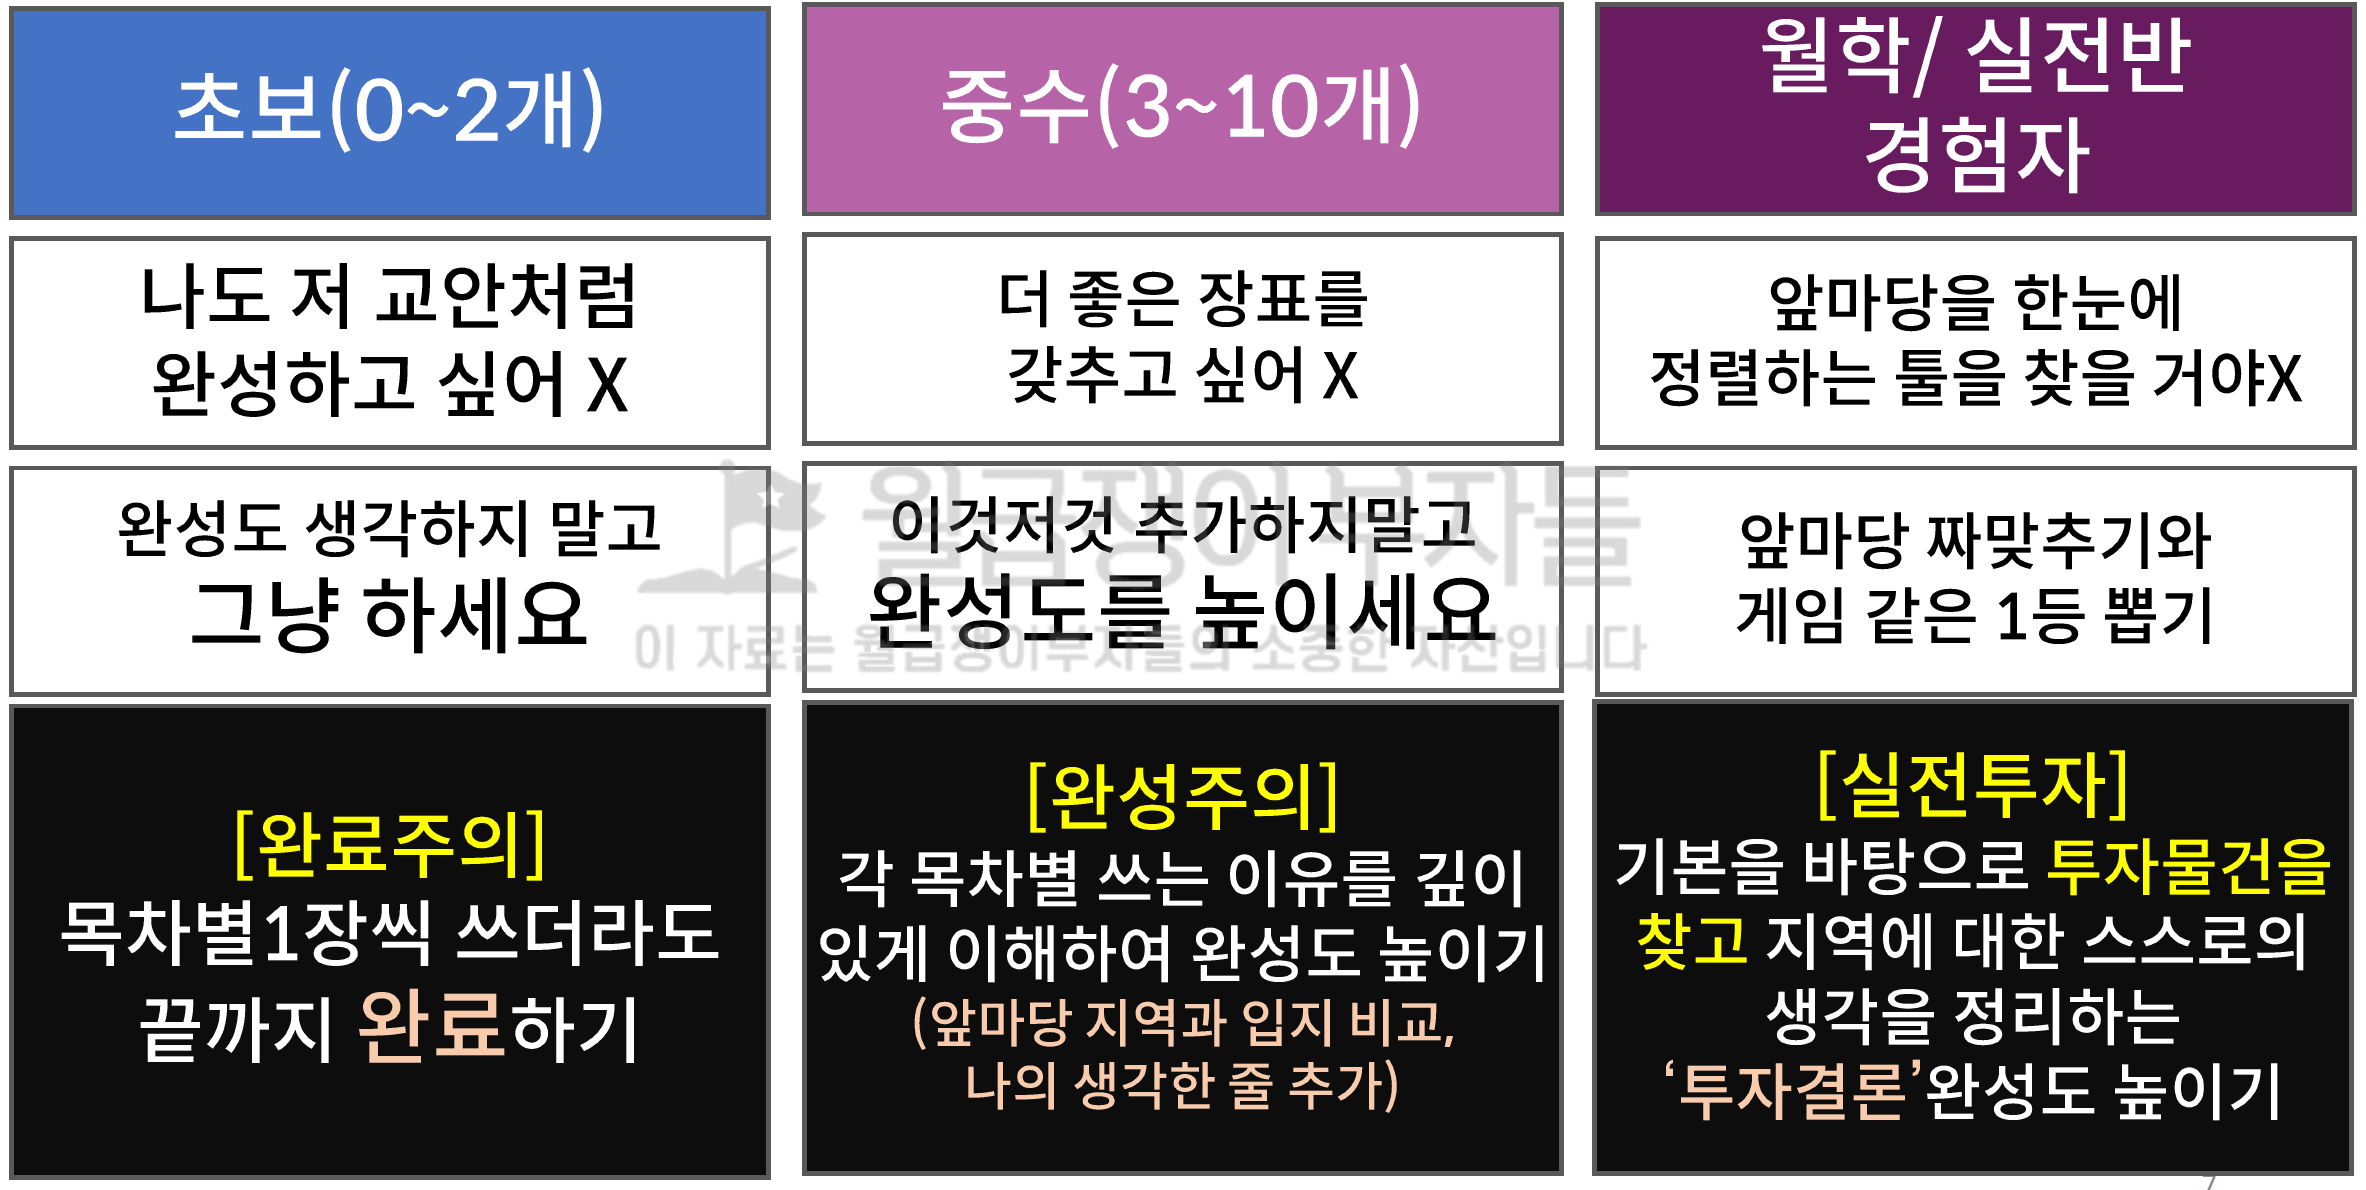 초보(0~2개)
나도 저 교안처럼
완성하고 싶어 X
완성도 생각하지 말고
그냥 하세요
[완료주의]
목차별1장씩 쓰더라도
끝까지 완료하기
중수(3~10개)
더 좋은 장표를
갖추고 싶어 X
이것저것 추가하지말고
완성도를 높이세요
[완성주의]
각 목차별 쓰는 이유를 깊이
있게 이해하여 완성도 높이기
(앞마당 지역과 입지 비교,
나의 생각한 줄 추가)
월학/ 실전반
경험자
앞마당을 한눈에
정렬하는 툴을 찾을 거야X
앞마당 짜맞추기와
게임 같은 1등 뽑기
[실전투자]
기본을 바탕으로 투자물건을
찾고 지역에 대한 스스로의
생각을 정리하는
‘투자결론’완성도 높이기
월급쟁이부자들
이 자료는 월급쟁이부자들의 소중한 자산입니다